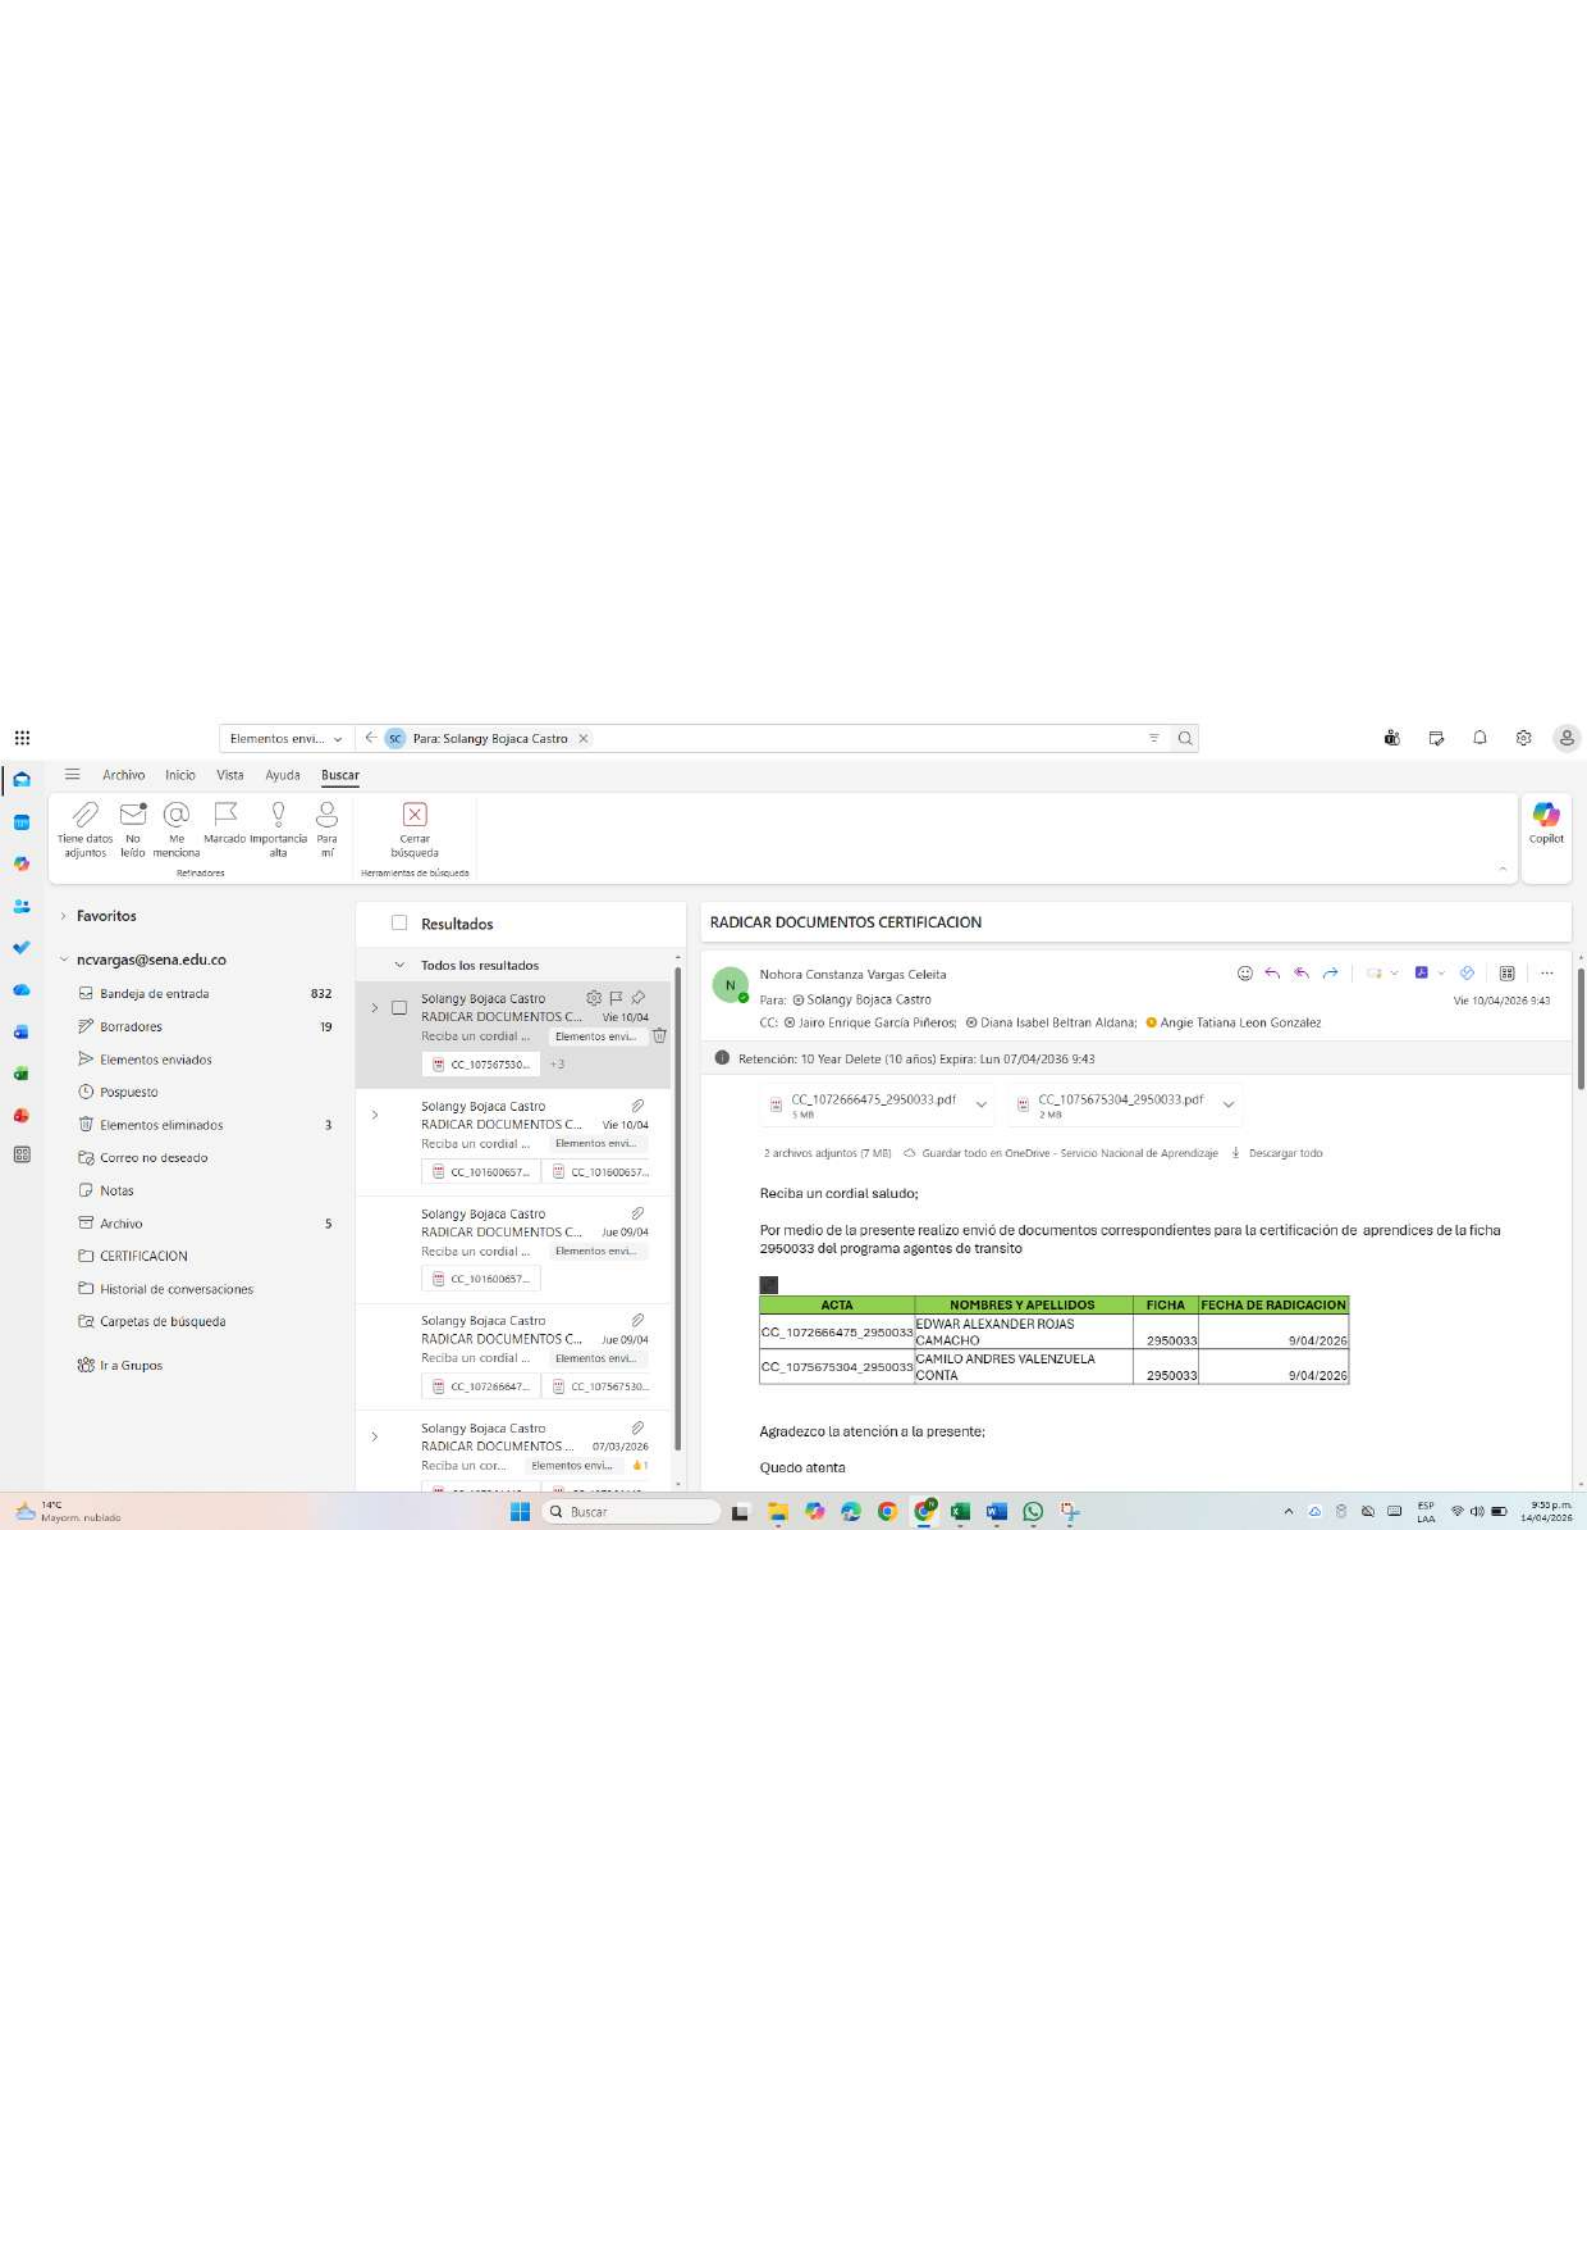 Elementos envi...
SC Para: Solangy Bojaca Castro
Archivo Inicio Vista Ayuda Buscar
Tiene datos adjuntos
No leído
Me menciona
Marcado
Importancia alta
Para mí
Cerrar búsqueda
Copilot
Refinadores
Herramientas de búsqueda
Favoritos
ncvargas@sena.edu.co
Bandeja de entrada 832
Borradores 19
Elementos enviados
Pospuesto
Elementos eliminados 3
Correo no deseado
Notas
Archivo 5
CERTIFICACION
Historial de conversaciones
Carpetas de búsqueda
Ir a Grupos
Resultados
Todos los resultados
Solangy Bojaca Castro
RADICAR DOCUMENTOS C... Vie 10/04
Reciba un cordial ... Elementos envi...
CC_107567530... +3
Solangy Bojaca Castro
RADICAR DOCUMENTOS C... Vie 10/04
Reciba un cordial ... Elementos envi...
CC_101600657... CC_101600657...
Solangy Bojaca Castro
RADICAR DOCUMENTOS C... Jue 09/04
Reciba un cordial ... Elementos envi...
CC_101600657...
Solangy Bojaca Castro
RADICAR DOCUMENTOS C... Jue 09/04
Reciba un cordial ... Elementos envi...
CC_107266647... CC_107567530...
Solangy Bojaca Castro
RADICAR DOCUMENTOS ... 07/03/2026
Reciba un cor... Elementos envi... 1
RADICAR DOCUMENTOS CERTIFICACION
N
Nohora Constanza Vargas Celeita
Para: Solangy Bojaca Castro
Vie 10/04/2026 9:43
CC: Jairo Enrique García Piñeros; Diana Isabel Beltran Aldana; Angie Tatiana Leon Gonzalez
Retención: 10 Year Delete (10 años) Expira: Lun 07/04/2036 9:43
CC_1072666475_2950033.pdf
5 MB
CC_1075675304_2950033.pdf
2 MB
2 archivos adjuntos (7 MB) Guardar todo en OneDrive - Servicio Nacional de Aprendizaje Descargar todo
Reciba un cordial saludo;
Por medio de la presente realizo envió de documentos correspondientes para la certificación de aprendices de la ficha
2950033 del programa agentes de transito
ACTA NOMBRES Y APELLIDOS FICHA FECHA DE RADICACION
CC_1072666475_2950033 EDWAR ALEXANDER ROJAS CAMACHO 2950033 9/04/2026
CC_1075675304_2950033 CAMILO ANDRES VALENZUELA CONTA 2950033 9/04/2026
Agradezco la atención a la presente;
Quedo atenta
14°C
Mayorm. nublado
Buscar
ESP
LAA
9:53 p.m.
14/04/2026